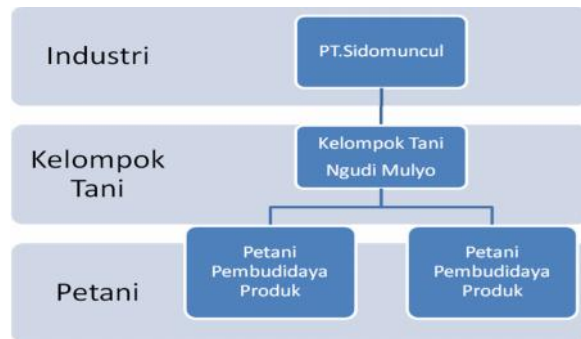 Industri
PT.Sidomuncul
Kelompok
Tani
Kelompok Tani
Ngudi Mulyo
Petani
Petani
Pembudidaya
Produk
Petani
Pembudidaya
Produk